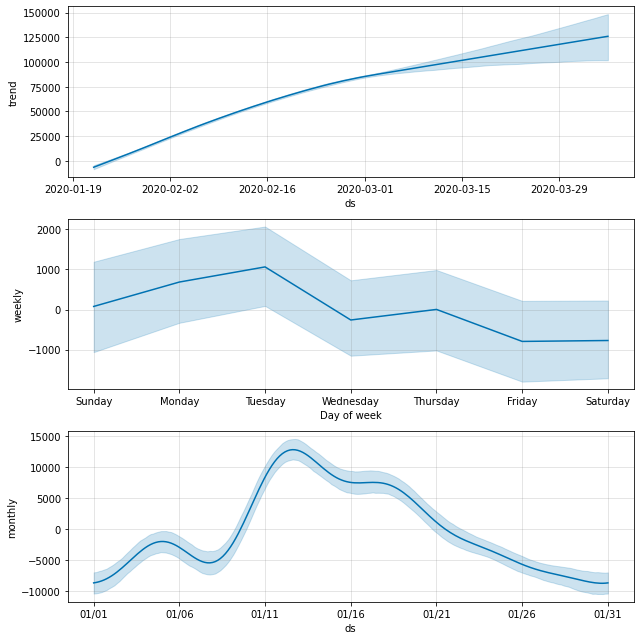 150000
125000
100000
75000
50000
25000
0
trend
2020-01-19 2020-02-02 2020-02-16 2020-03-01 2020-03-15 2020-03-29
ds
2000
1000
0
−1000
weekly
Sunday Monday Tuesday Wednesday Thursday Friday Saturday
Day of week
15000
10000
5000
0
−5000
−10000
monthly
01/01 01/06 01/11 01/16 01/21 01/26 01/31
ds